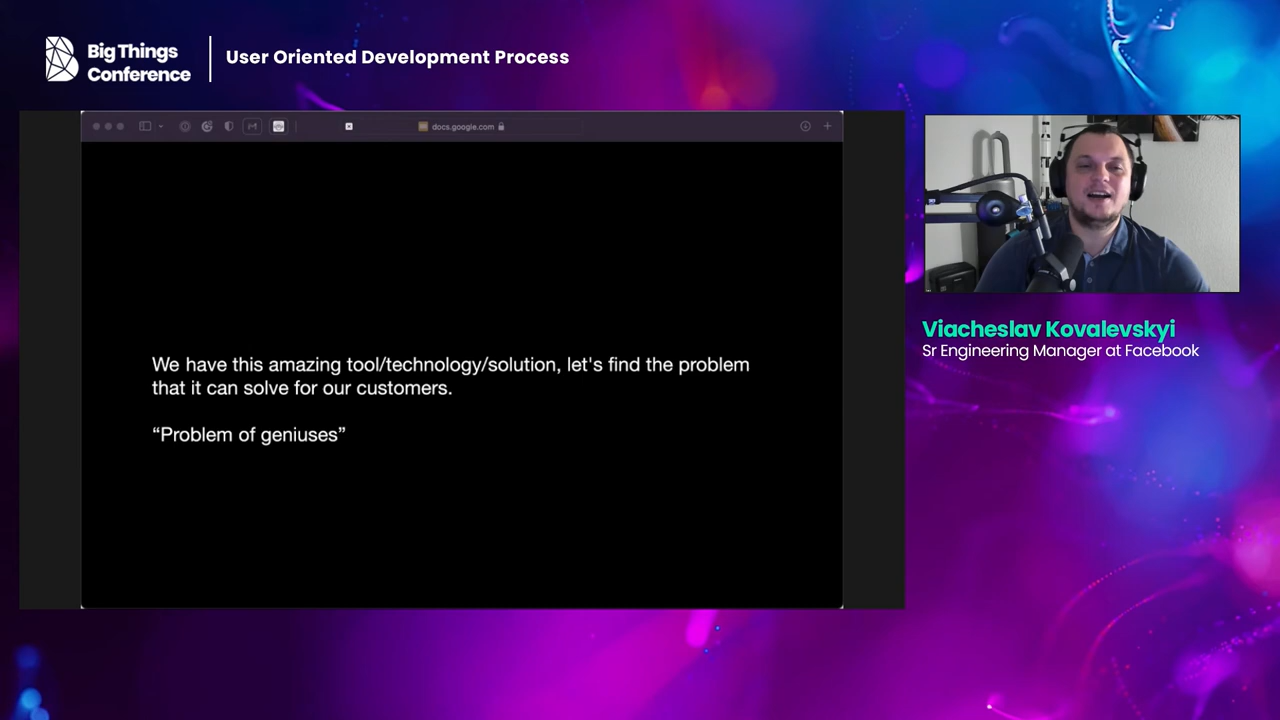 Big Things
Conference
User Oriented Development Process
docs.google.com
We have this amazing tool/technology/solution, let's find the problem
that it can solve for our customers.
“Problem of geniuses”
Viacheslav Kovalevskyi
Sr Engineering Manager at Facebook